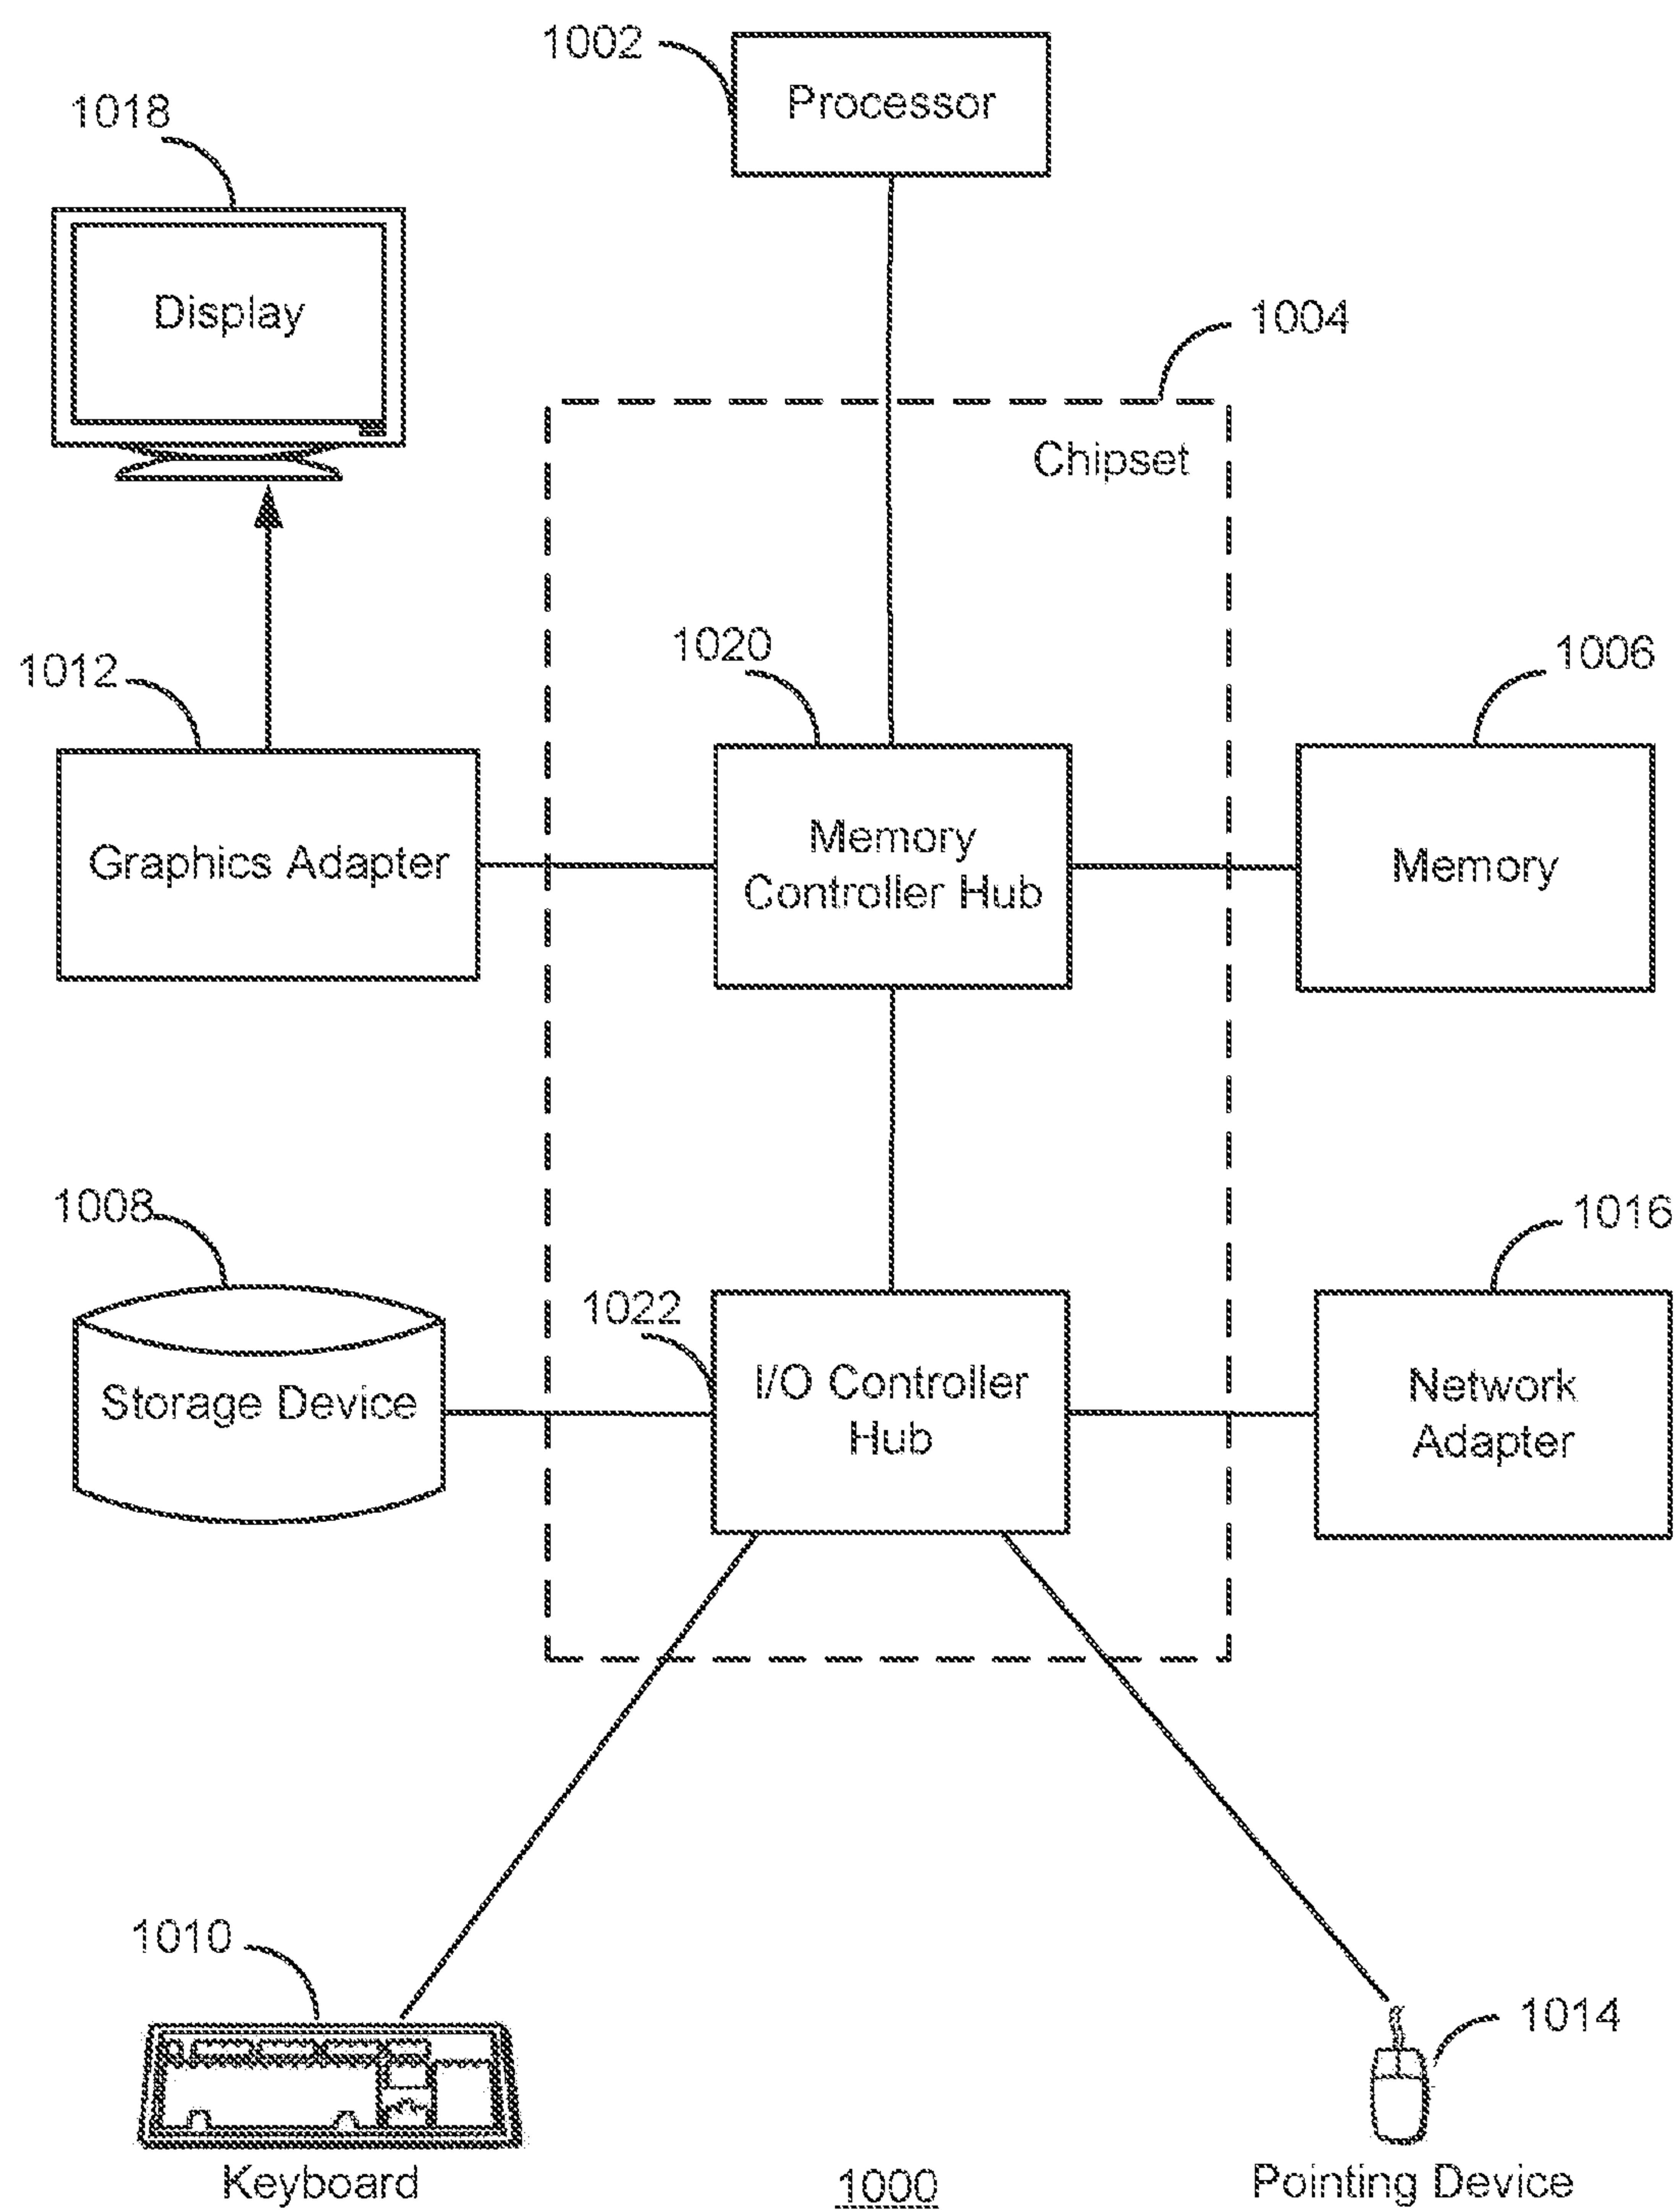 1002
Processor
1018
Display
1004
Chipset
1020
1012
1006
Graphics Adapter
Memory
Controller Hub
Memory
1008
1016
1022
Storage Device
I/O Controller
Hub
Network
Adapter
1010
1014
Keyboard
1000
Pointing Device